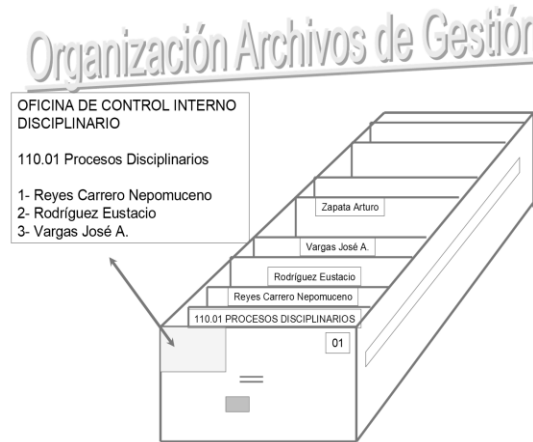 Organización Archivos de Gestión
OFICINA DE CONTROL INTERNO
DISCIPLINARIO
110.01 Procesos Disciplinarios
1- Reyes Carrero Nepomuceno
2- Rodríguez Eustacio
3- Vargas José A.
Zapata Arturo
Vargas José A.
Rodríguez Eustacio
Reyes Carrero Nepomuceno
110.01 PROCESOS DISCIPLINARIOS
01